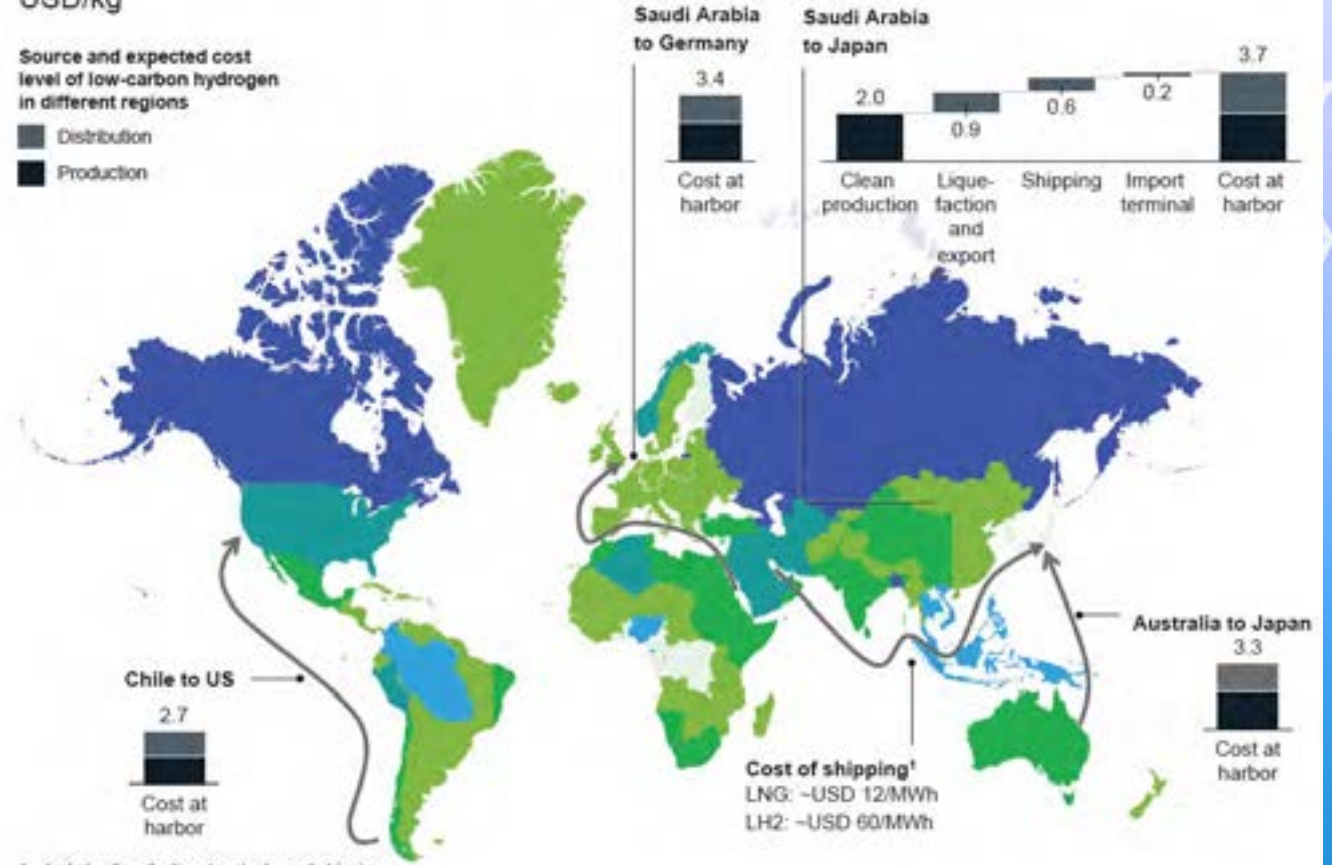 USD/kg
Source and expected cost
level of low-carbon hydrogen
in different regions
Distribution
Production
Saudi Arabia
to Germany
3.4
Cost at
harbor
Saudi Arabia
to Japan
2.0
0.9
0.6
0.2
3.7
Clean
production
Lique-
faction
and
export
Shipping
Import
terminal
Cost at
harbor
Chile to US
2.7
Cost at
harbor
Australia to Japan
3.3
Cost at
harbor
Cost of shipping¹
LNG: ~USD 12/MWh
LH2: ~USD 60/MWh